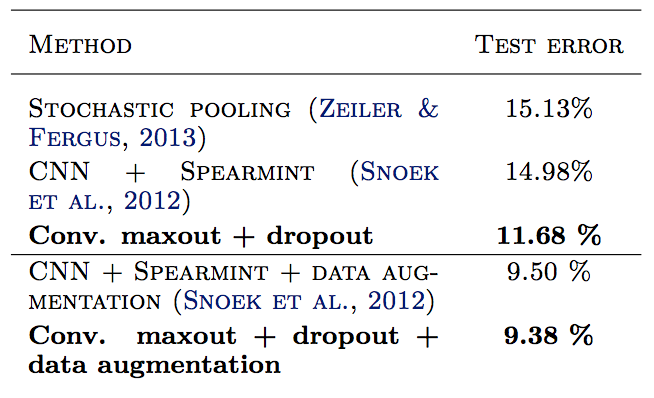 METHOD TEST ERROR
STOCHASTIC POOLING (ZEILER & 15.13%
FERGUS, 2013)
CNN + SPEARMINT (SNOEK 14.98%
ET AL., 2012)
Conv. maxout + dropout 11.68 %
CNN + SPEARMINT + DATA AUG- 9.50 %
MENTATION (SNOEK ET AL., 2012)
Conv. maxout + dropout + 9.38 %
data augmentation